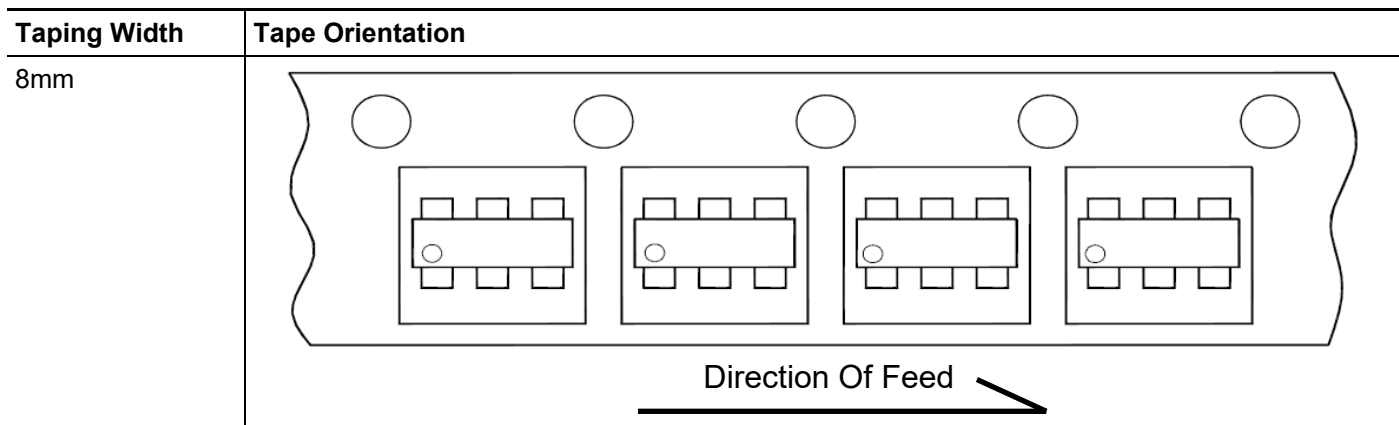 Taping Width
Tape Orientation
8mm
Direction Of Feed